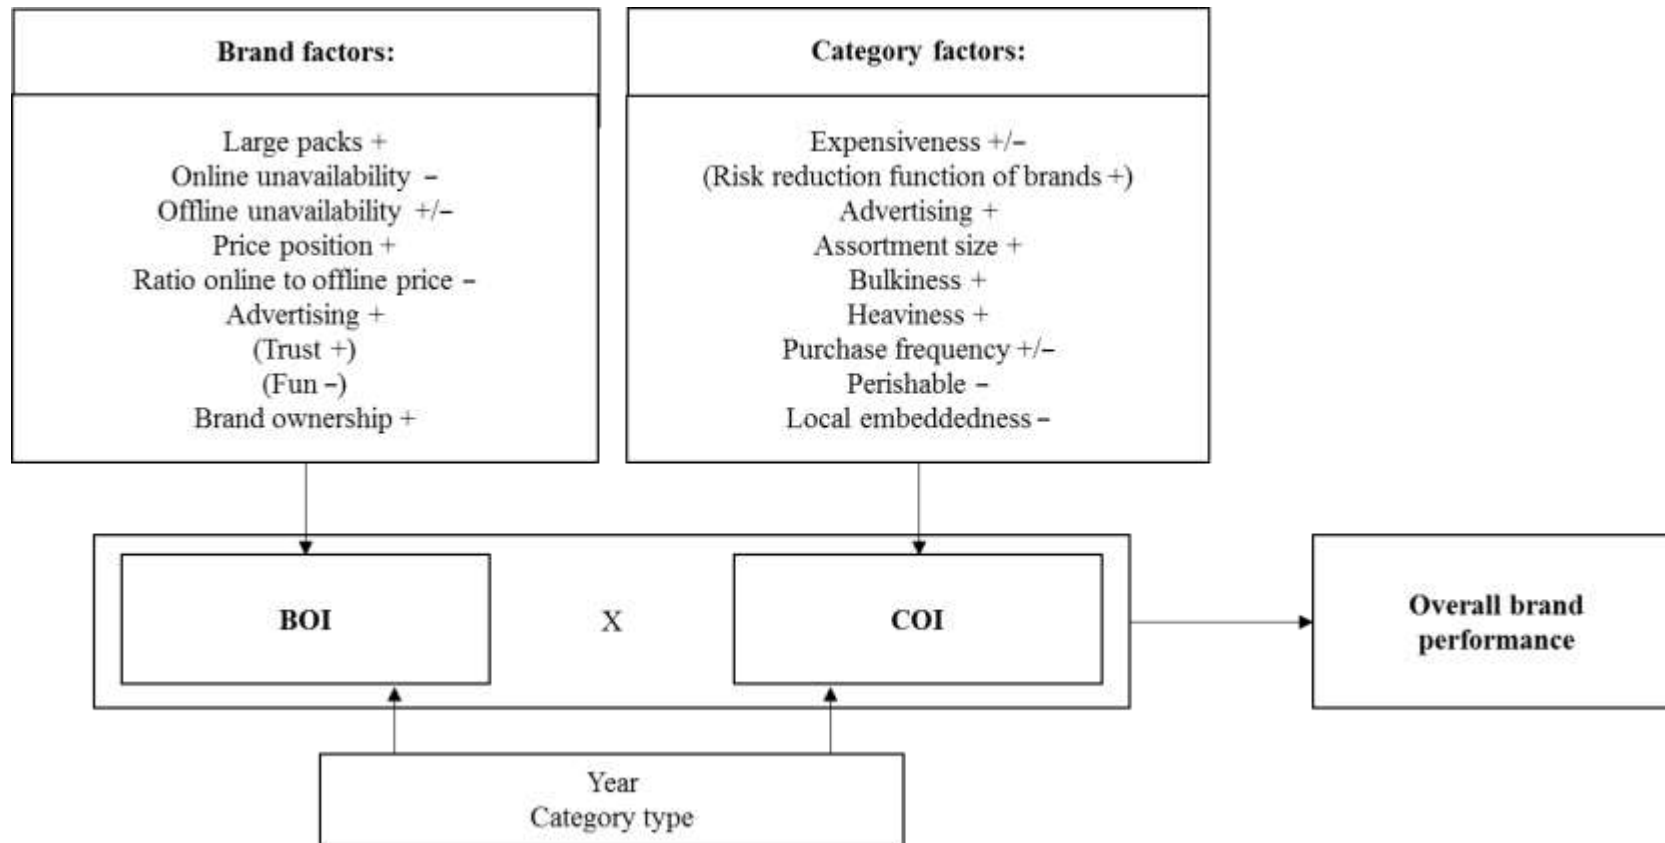 Brand factors:
Large packs +
Online unavailability –
Offline unavailability +/–
Price position +
Ratio online to offline price –
Advertising +
(Trust +)
(Fun –)
Brand ownership +
Category factors:
Expensiveness +/–
(Risk reduction function of brands +)
Advertising +
Assortment size +
Bulkiness +
Heaviness +
Purchase frequency +/–
Perishable –
Local embeddedness –
BOI
X
COI
Overall brand
performance
Year
Category type